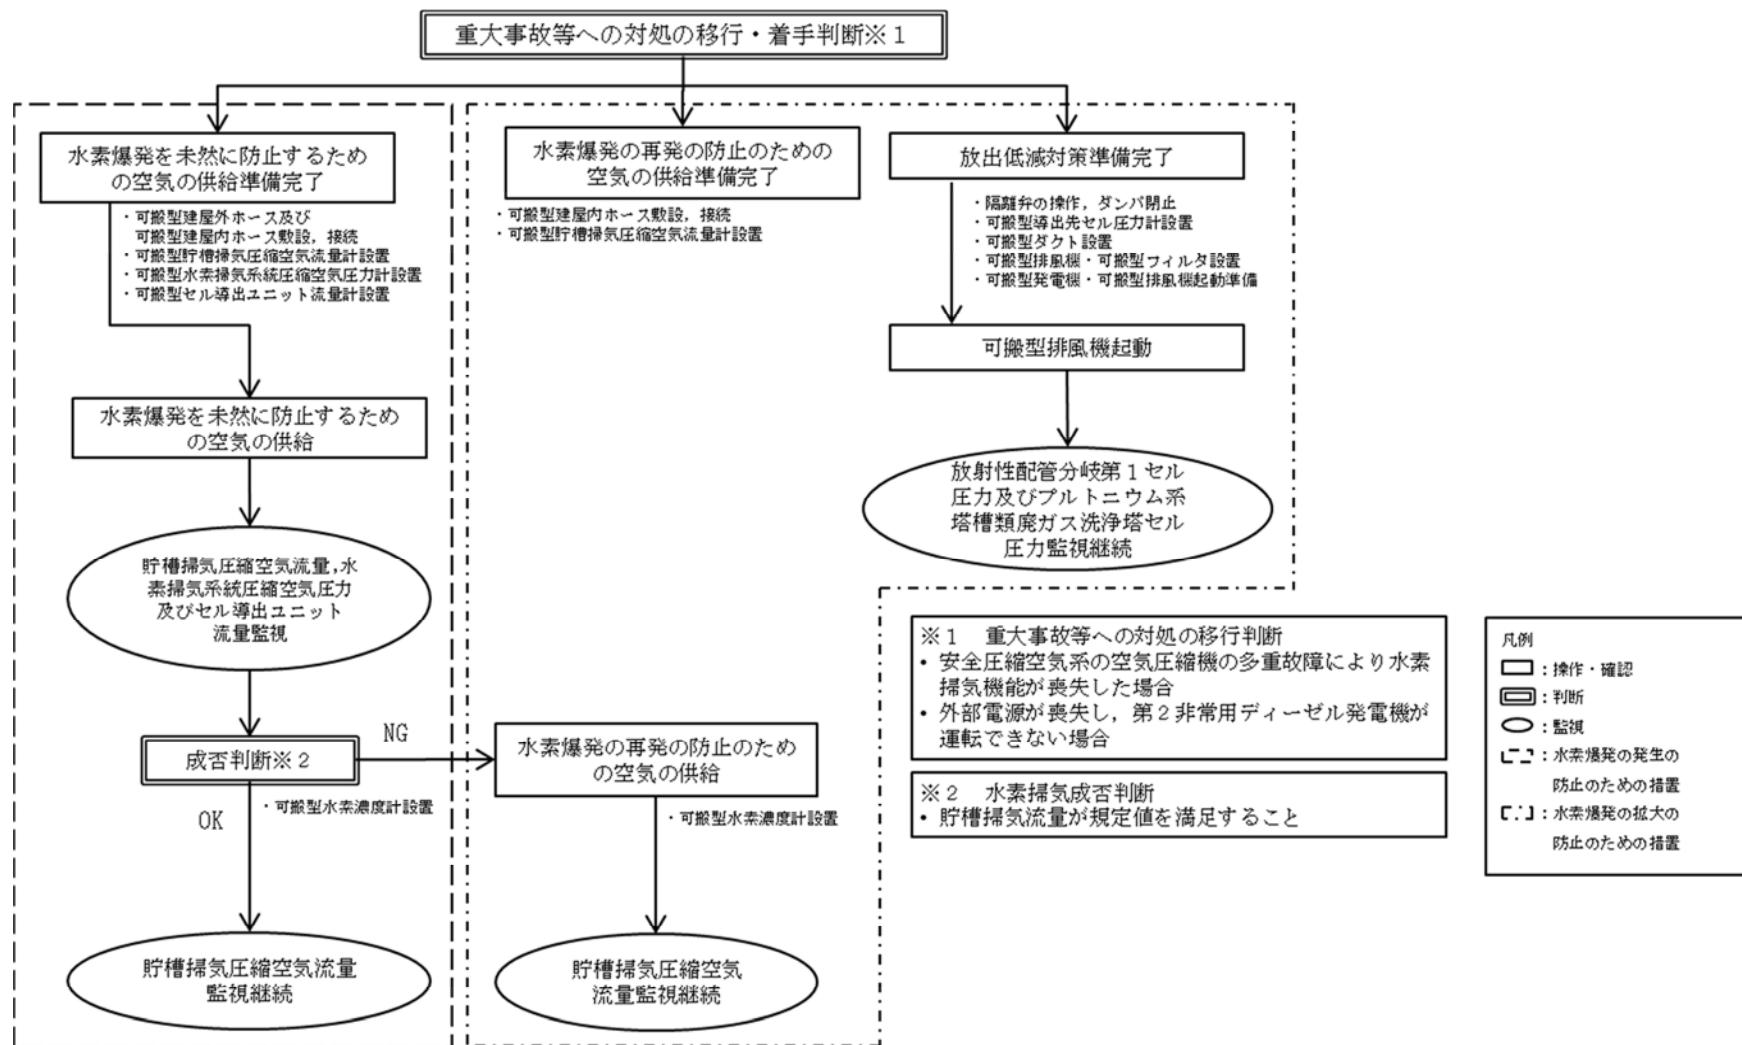 重大事故等への対処の移行・着手判断※1
水素爆発を未然に防止するため
の空気の供給準備完了
・可搬型建屋外ホース及び
可搬型建屋内ホース敷設，接続
・可搬型貯槽掃気圧縮空気流量計設置
・可搬型水素掃気系統圧縮空気圧力計設置
・可搬型セル導出ユニット流量計設置
水素爆発を未然に防止するため
の空気の供給
貯槽掃気圧縮空気流量,水
素掃気系統圧縮空気圧力
及びセル導出ユニット
流量監視
成否判断※2
NG
OK
・可搬型水素濃度計設置
貯槽掃気圧縮空気流量
監視継続
水素爆発の再発の防止のための
空気の供給準備完了
・可搬型建屋内ホース敷設，接続
・可搬型貯槽掃気圧縮空気流量計設置
水素爆発の再発の防止のため
の空気の供給
・可搬型水素濃度計設置
貯槽掃気圧縮空気
流量監視継続
放出低減対策準備完了
・隔離弁の操作，ダンパ閉止
・可搬型導出先セル圧力計設置
・可搬型ダクト設置
・可搬型排風機・可搬型フィルタ設置
・可搬型発電機・可搬型排風機起動準備
可搬型排風機起動
放射性配管分岐第1セル
圧力及びプルトニウム系
塔槽類廃ガス洗浄塔セル
圧力監視継続
※1　重大事故等への対処の移行判断
• 安全圧縮空気系の空気圧縮機の多重故障により水素
掃気機能が喪失した場合
• 外部電源が喪失し，第2非常用ディーゼル発電機が
運転できない場合
※2　水素掃気成否判断
• 貯槽掃気流量が規定値を満足すること
凡例
：操作・確認
：判断
：監視
：水素爆発の発生の
防止のための措置
：水素爆発の拡大の
防止のための措置